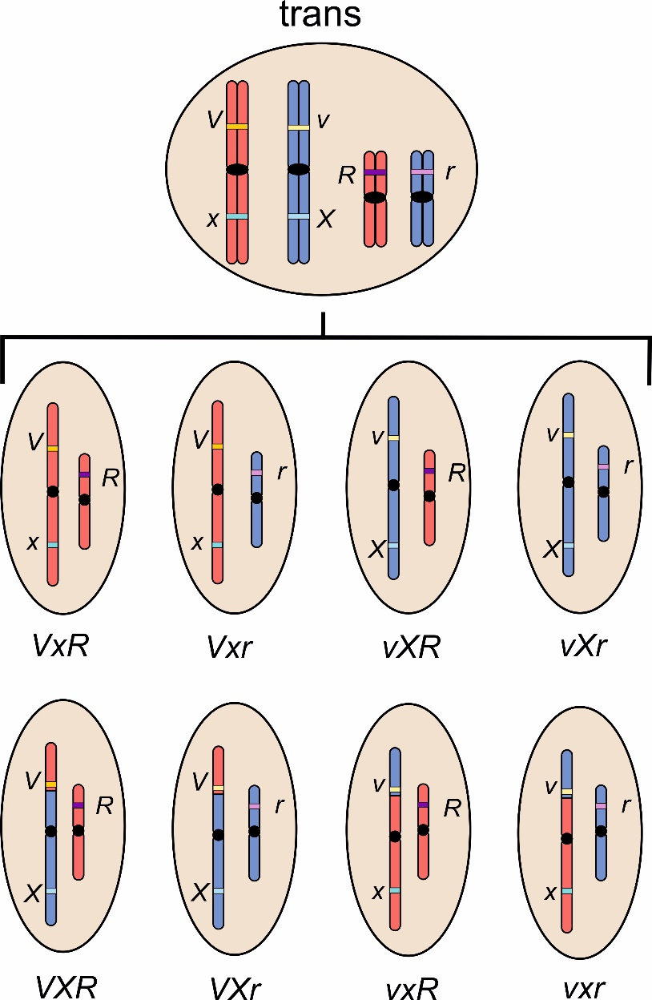 trans
V v
R r
x X
V V v v
R r R r
x x X X
VxR Vxr vXR vXr
V V v v
R r R r
X X x x
VXR VXr vxR vxr